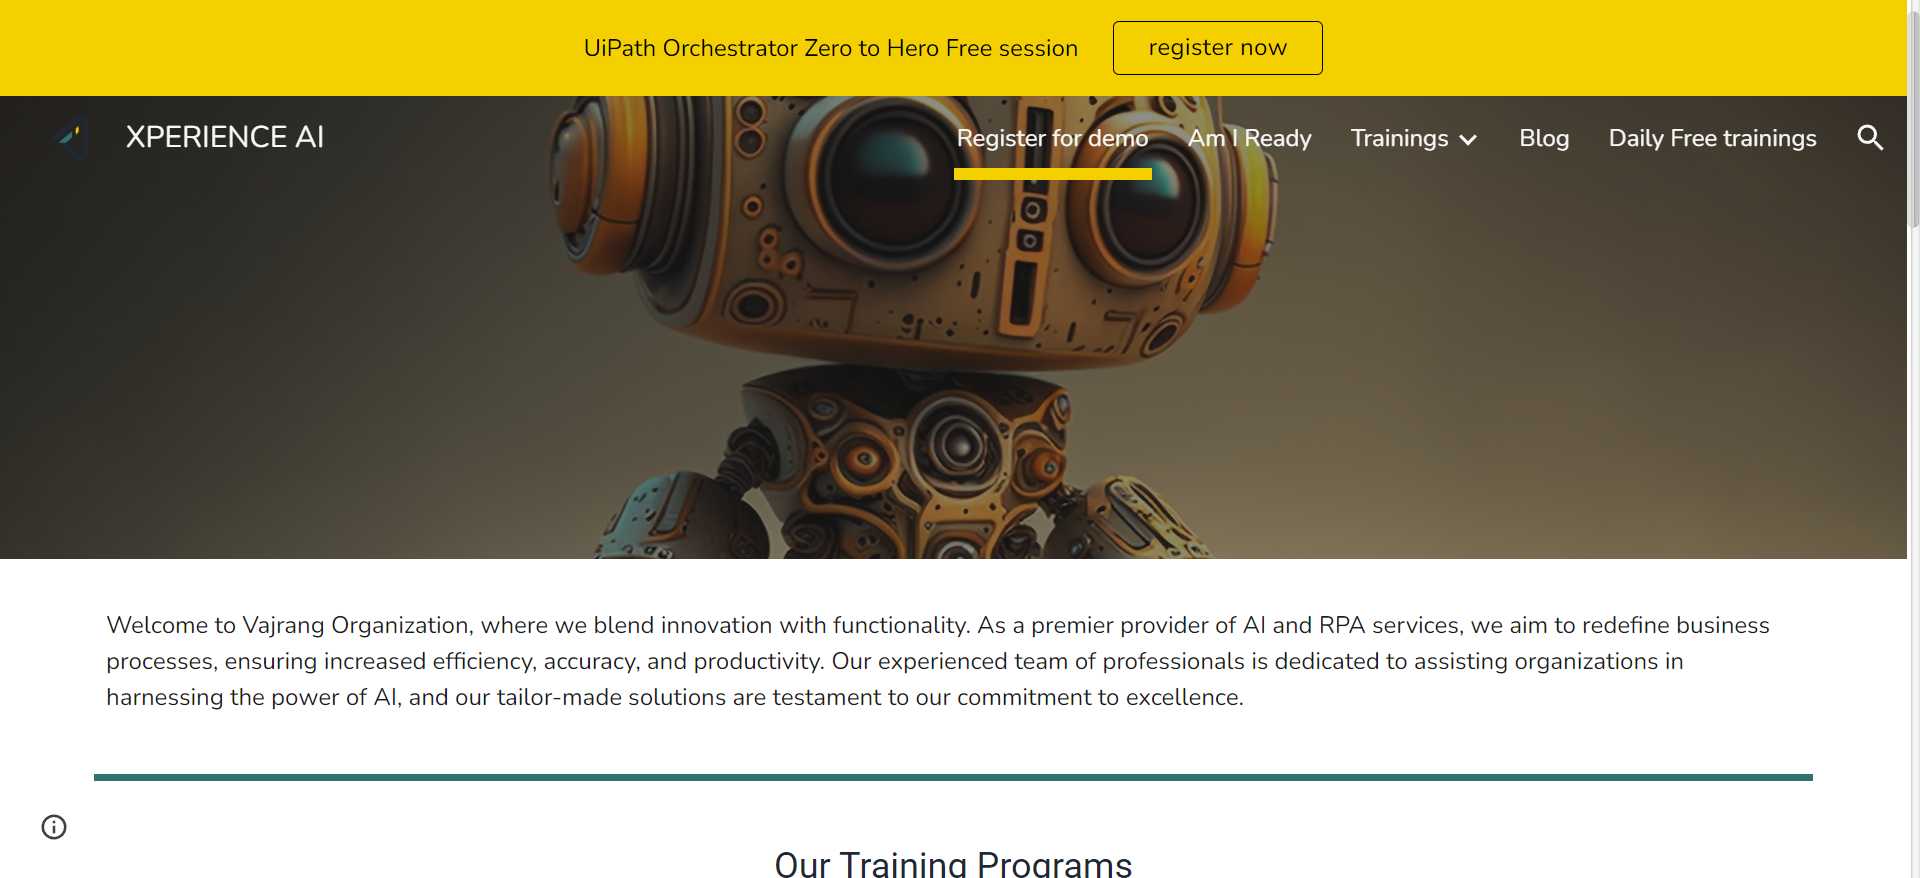 UiPath Orchestrator Zero to Hero Free session
register now
XPERIENCE AI
Register for demo
Am I Ready
Trainings
Blog
Daily Free trainings
Welcome to Vajrang Organization, where we blend innovation with functionality. As a premier provider of AI and RPA services, we aim to redefine business
processes, ensuring increased efficiency, accuracy, and productivity. Our experienced team of professionals is dedicated to assisting organizations in
harnessing the power of AI, and our tailor-made solutions are testament to our commitment to excellence.
Our Training Programs